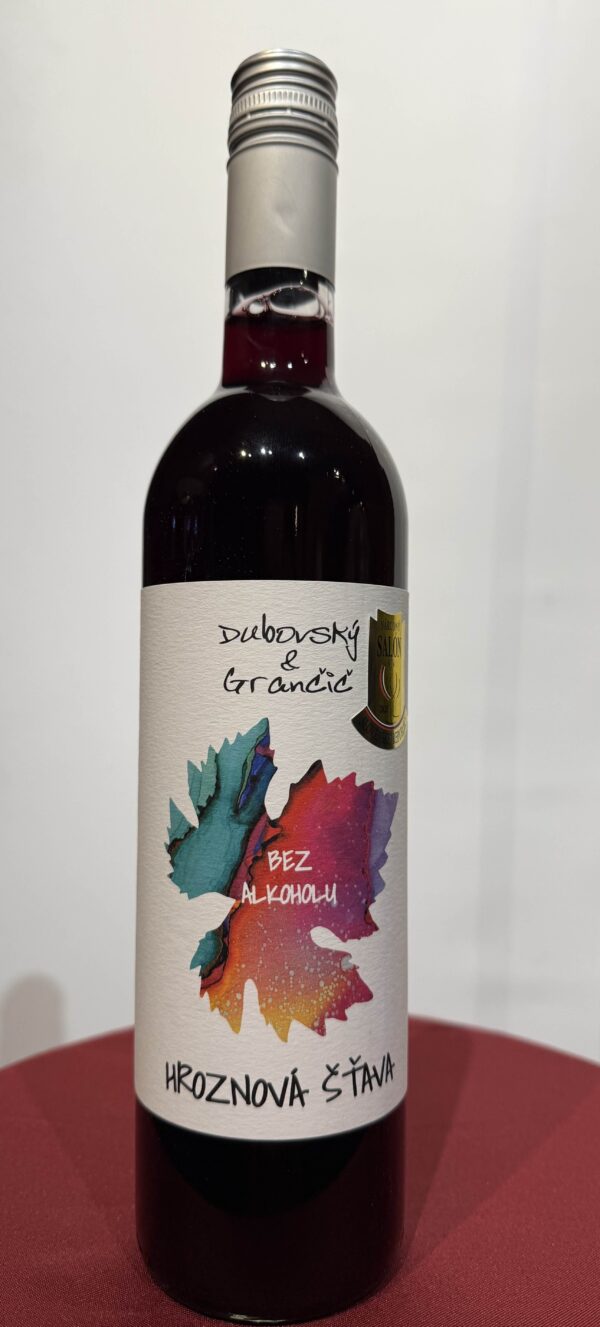 Dubovský
&
Grančič
SALON
BEZ
ALKOHOLU
HROZNOVÁ ŠŤAVA